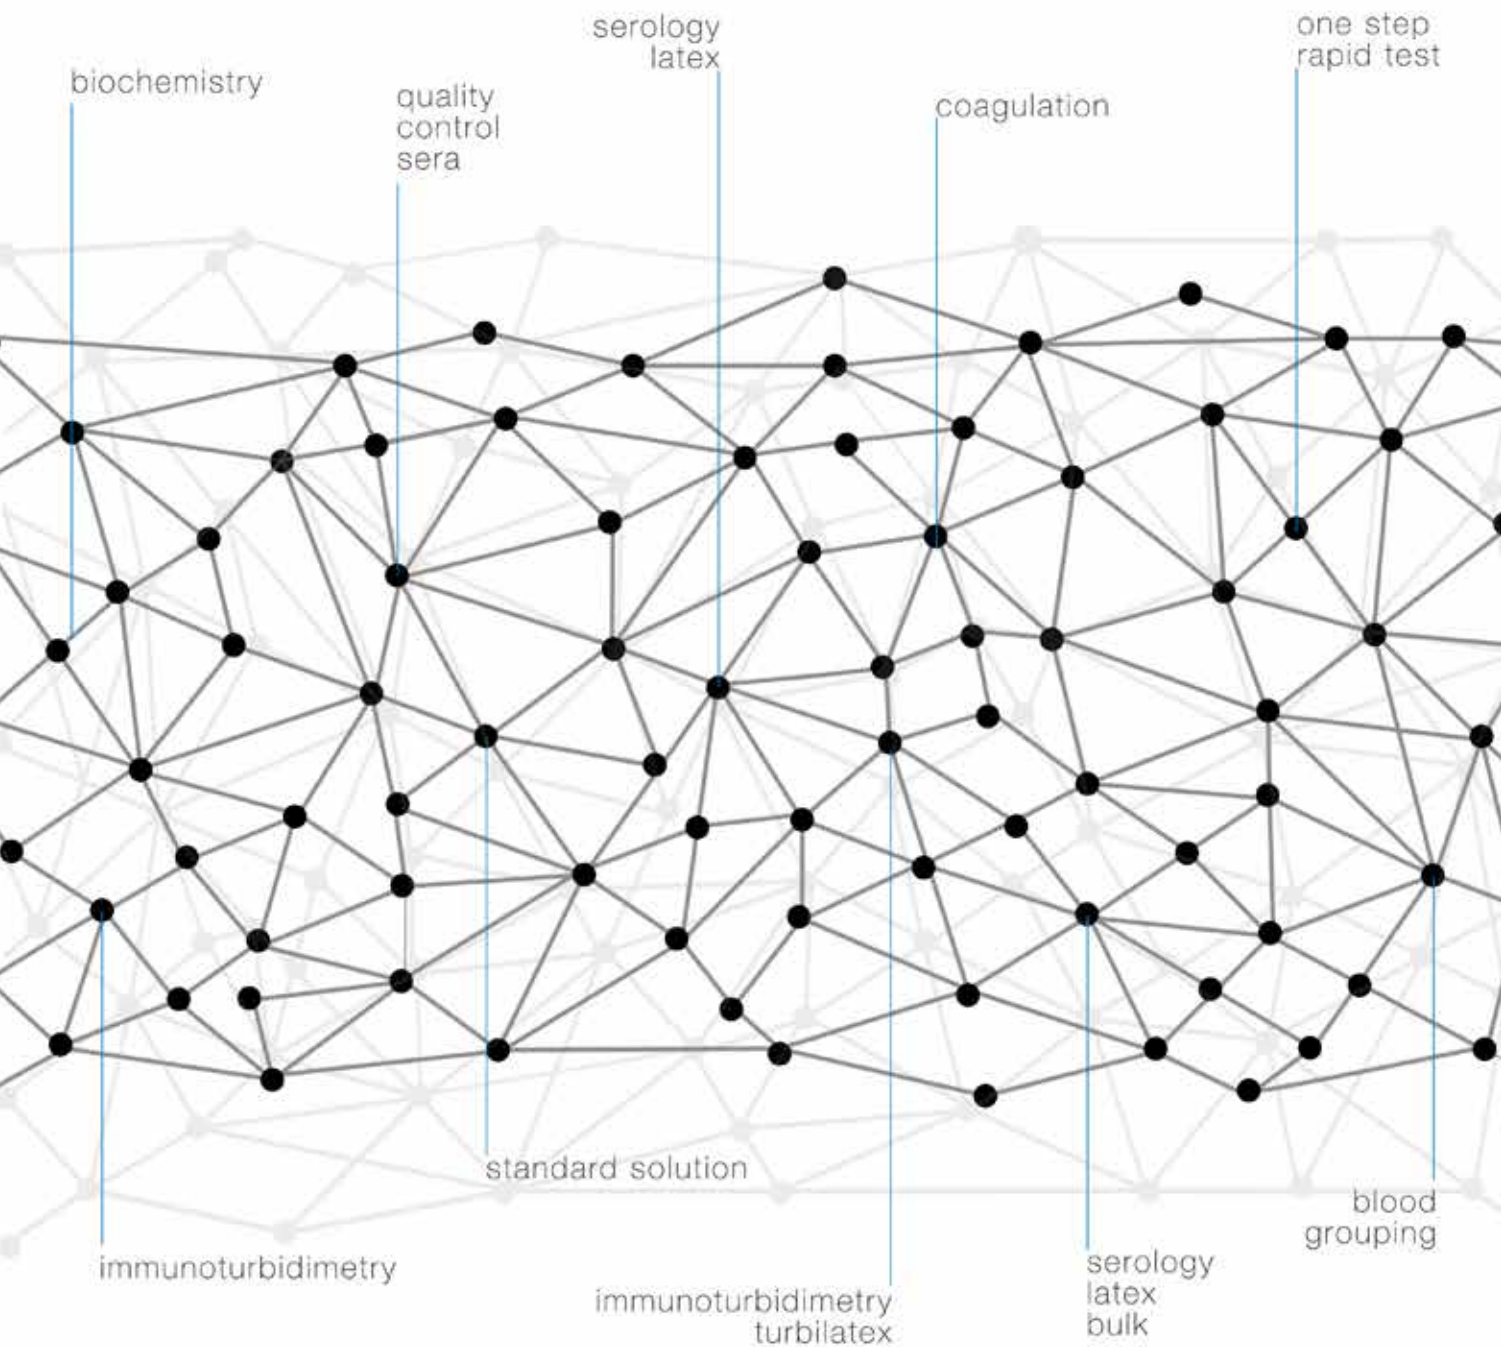 serology
latex
one step
rapid test
biochemistry
quality
control
sera
coagulation
standard solution
blood
grouping
immunoturbidimetry
serology
latex
bulk
immunoturbidimetry
turbilatex